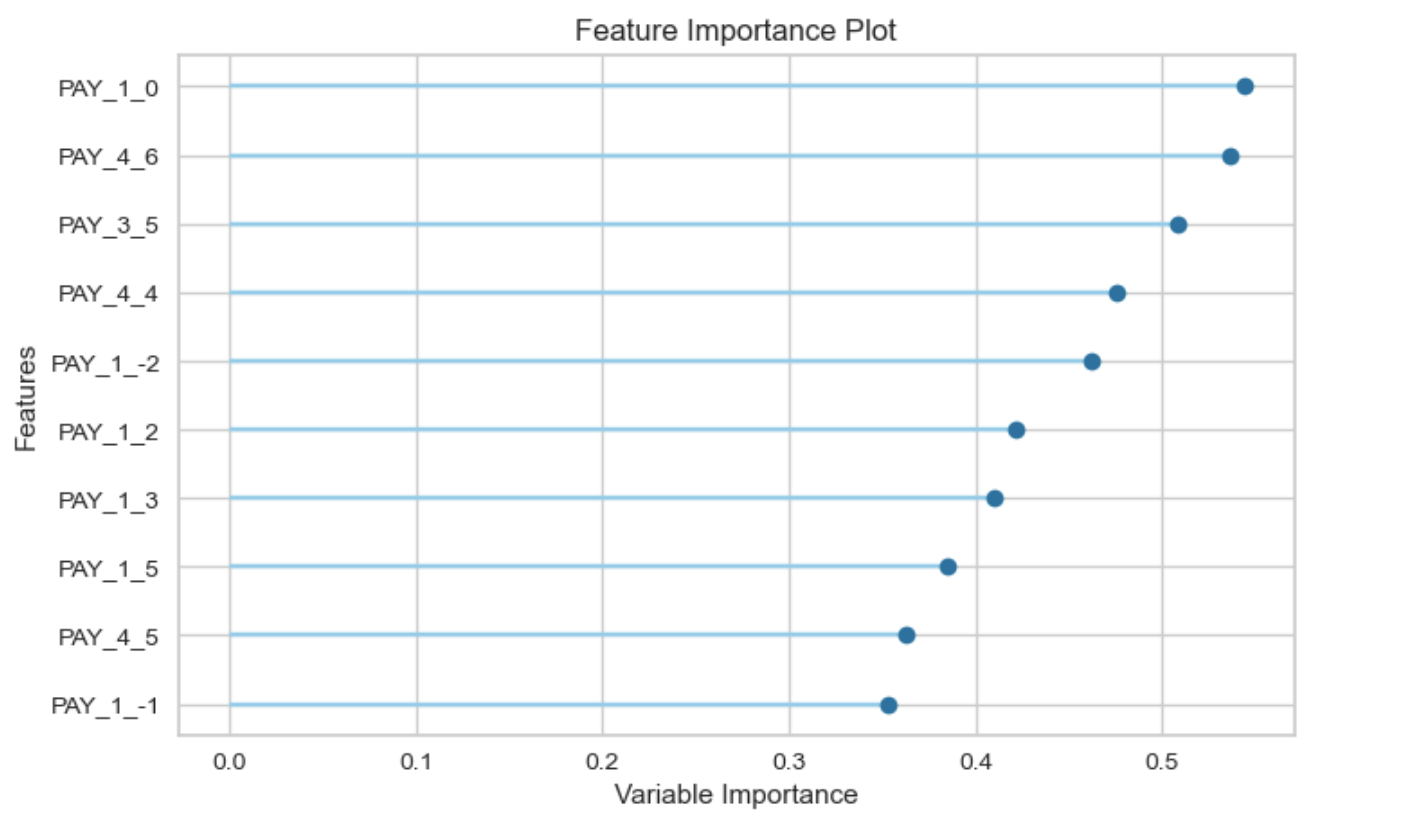 Feature Importance Plot
PAY_1_0
PAY_4_6
PAY_3_5
PAY_4_4
PAY_1_-2
PAY_1_2
PAY_1_3
PAY_1_5
PAY_4_5
PAY_1_-1
Features
0.0 0.1 0.2 0.3 0.4 0.5
Variable Importance